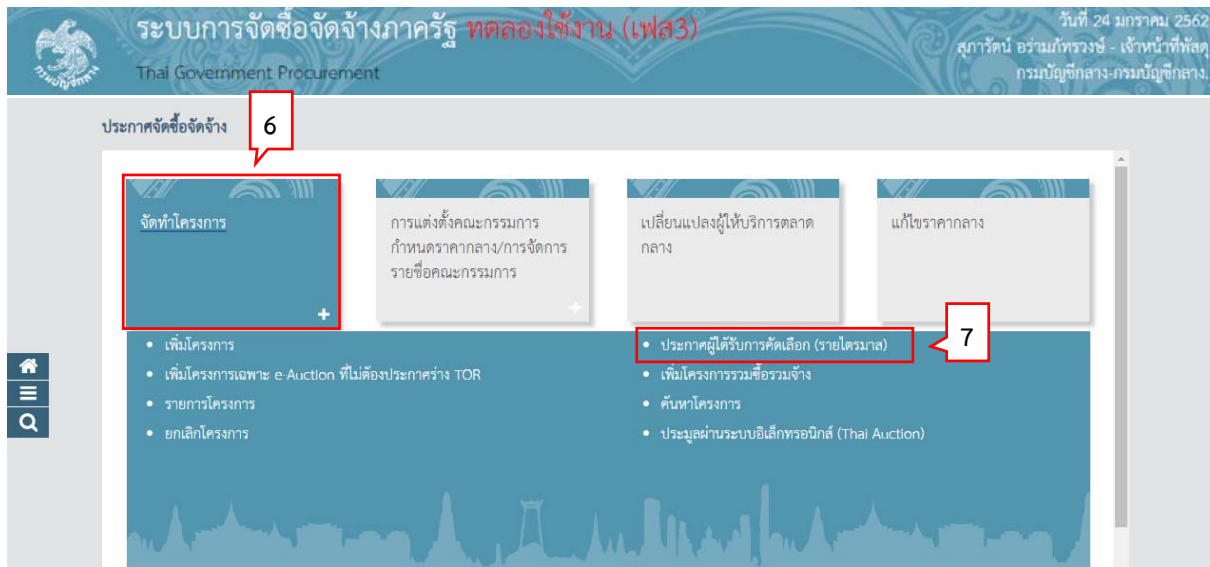 ระบบการจัดซื้อจัดจ้างภาครัฐ ทดลองใช้งาน (เฟส3)
Thai Government Procurement
วันที่ 24 มกราคม 2562
สุภารัตน์ อร่ามภัทรวงษ์ - เจ้าหน้าที่พัสดุ
กรมบัญชีกลาง-กรมบัญชีกลาง.
กรมบัญชีกลาง
ประกาศจัดซื้อจัดจ้าง
6
จัดทำโครงการ
+
การแต่งตั้งคณะกรรมการ
กำหนดราคากลาง/การจัดการ
รายชื่อคณะกรรมการ
+
เปลี่ยนแปลงผู้ให้บริการตลาด
กลาง
แก้ไขราคากลาง
• เพิ่มโครงการ
• เพิ่มโครงการเฉพาะ e-Auction ที่ไม่ต้องประกาศร่าง TOR
• รายการโครงการ
• ยกเลิกโครงการ
• ประกาศผู้ได้รับการคัดเลือก (รายไตรมาส)
7
• เพิ่มโครงการรวมซื้อรวมจ้าง
• ค้นหาโครงการ
• ประมูลผ่านระบบอิเล็กทรอนิกส์ (Thai Auction)